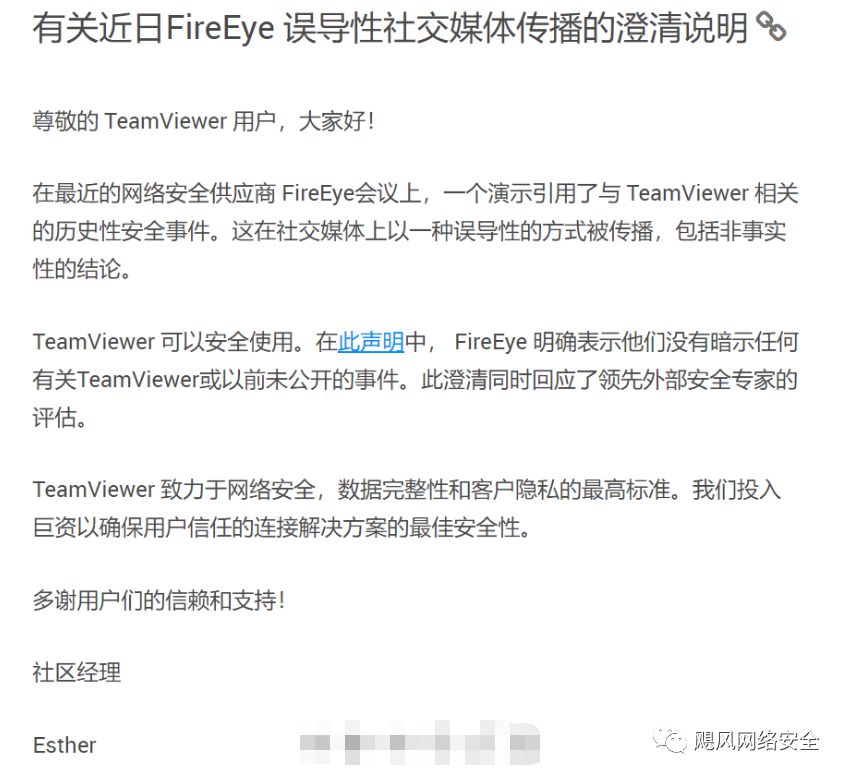 有关近日FireEye 误导性社交媒体传播的澄清说明
尊敬的 TeamViewer 用户，大家好！
在最近的网络安全供应商 FireEye会议上，一个演示引用了与 TeamViewer 相关
的历史性安全事件。这在社交媒体上以一种误导性的方式被传播，包括非事实
性的结论。
TeamViewer 可以安全使用。在此声明中， FireEye 明确表示他们没有暗示任何
有关TeamViewer或以前未公开的事件。此澄清同时回应了领先外部安全专家的
评估。
TeamViewer 致力于网络安全，数据完整性和客户隐私的最高标准。我们投入
巨资以确保用户信任的连接解决方案的最佳安全性。
多谢用户们的信赖和支持！
社区经理
Esther
飓风网络安全